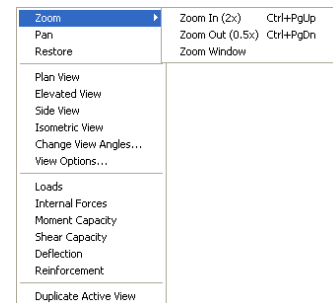 Zoom
Zoom In (2x) Ctrl+PgUp
Pan
Zoom Out (0.5x) Ctrl+PgDn
Restore
Zoom Window
Plan View
Elevated View
Side View
Isometric View
Change View Angles...
View Options...
Loads
Internal Forces
Moment Capacity
Shear Capacity
Deflection
Reinforcement
Duplicate Active View